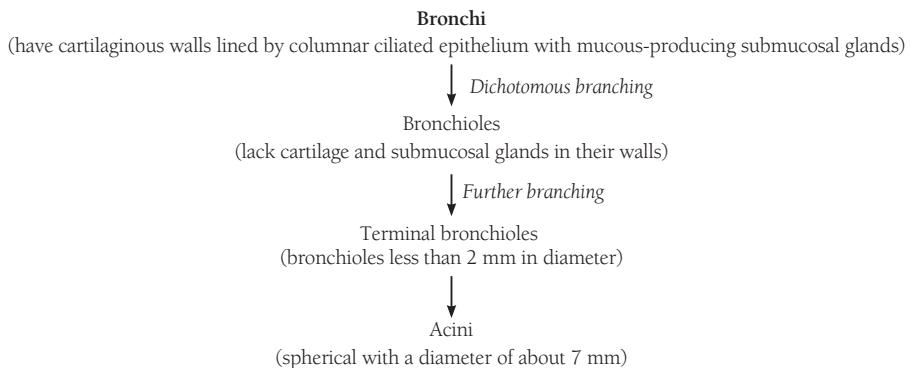 Bronchi
(have cartilaginous walls lined by columnar ciliated epithelium with mucous-producing submucosal glands)
Dichotomous branching
Bronchioles
(lack cartilage and submucosal glands in their walls)
Further branching
Terminal bronchioles
(bronchioles less than 2 mm in diameter)
Acini
(spherical with a diameter of about 7 mm)